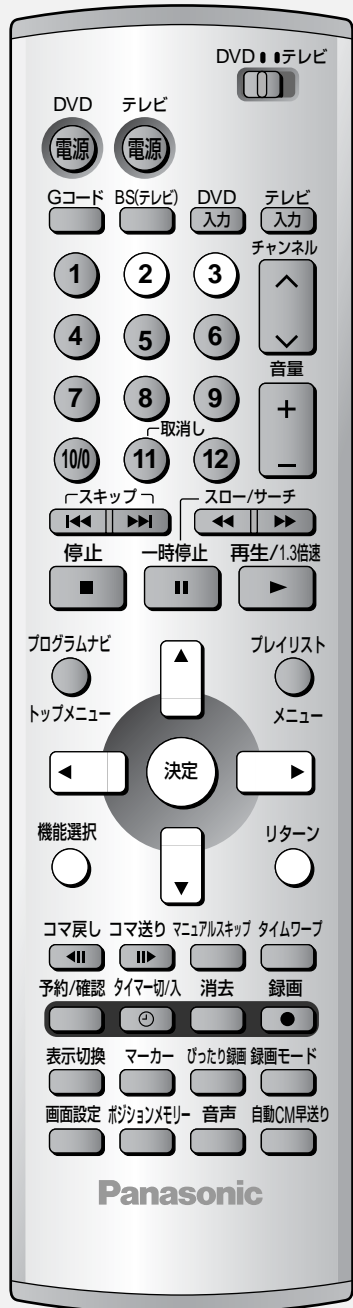 DVD テレビ
DVD テレビ
電源 電源
Gコード BS(テレビ) DVD テレビ
入力 入力
チャンネル
1 2 3
4 5 6
音量
7 8 9
+
取消し
10/0 11 12
−
スキップ スロー/サーチ
停止 一時停止 再生/1.3倍速
プログラムナビ プレイリスト
トップメニュー メニュー
決定
機能選択 リターン
コマ戻し コマ送り マニュアルスキップ タイムワープ
予約/確認 タイマー切/入 消去 録画
表示切換 マーカー ぴったり録画 録画モード
画面設定 ポジションメモリー 音声 自動CM早送り
Panasonic